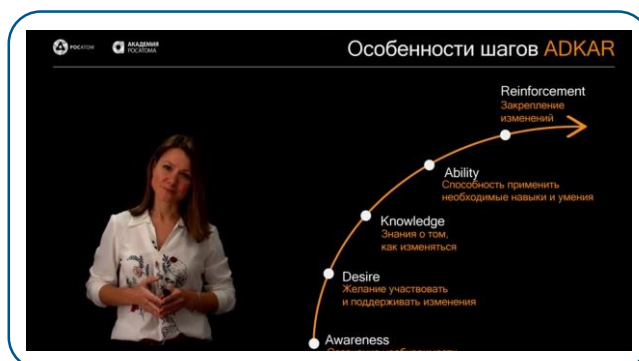 РОСАТОМ
АКАДЕМИЯ
РОСАТОМА
Особенности шагов ADKAR
Reinforcement
Закрепление
изменений
Ability
Способность применить
необходимые навыки и умения
Knowledge
Знания о том,
как изменяться
Desire
Желание участвовать
и поддерживать изменения
Awareness